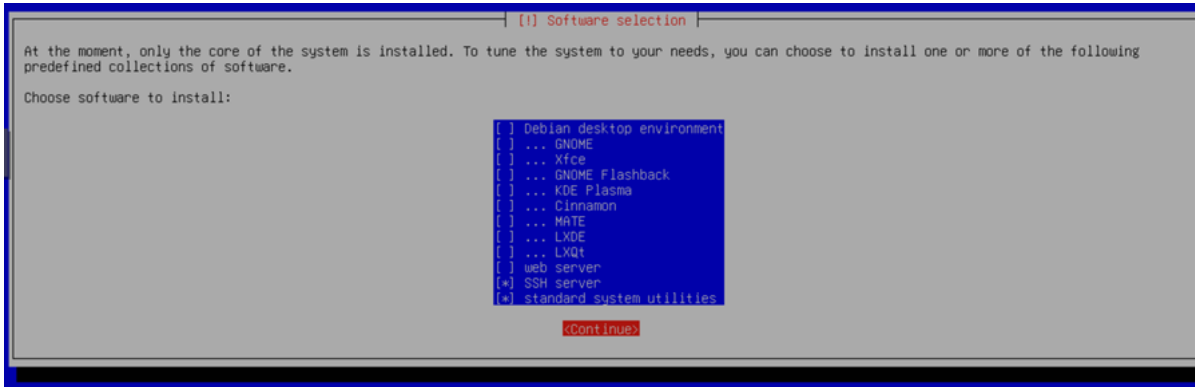 [!] Software selection
At the moment, only the core of the system is installed. To tune the system to your needs, you can choose to install one or more of the following
predefined collections of software.
Choose software to install:
[ ] Debian desktop environment
[ ] ... GNOME
[ ] ... Xfce
[ ] ... GNOME Flashback
[ ] ... KDE Plasma
[ ] ... Cinnamon
[ ] ... MATE
[ ] ... LXDE
[ ] ... LXQt
[ ] web server
[*] SSH server
[*] standard system utilities
<Continue>